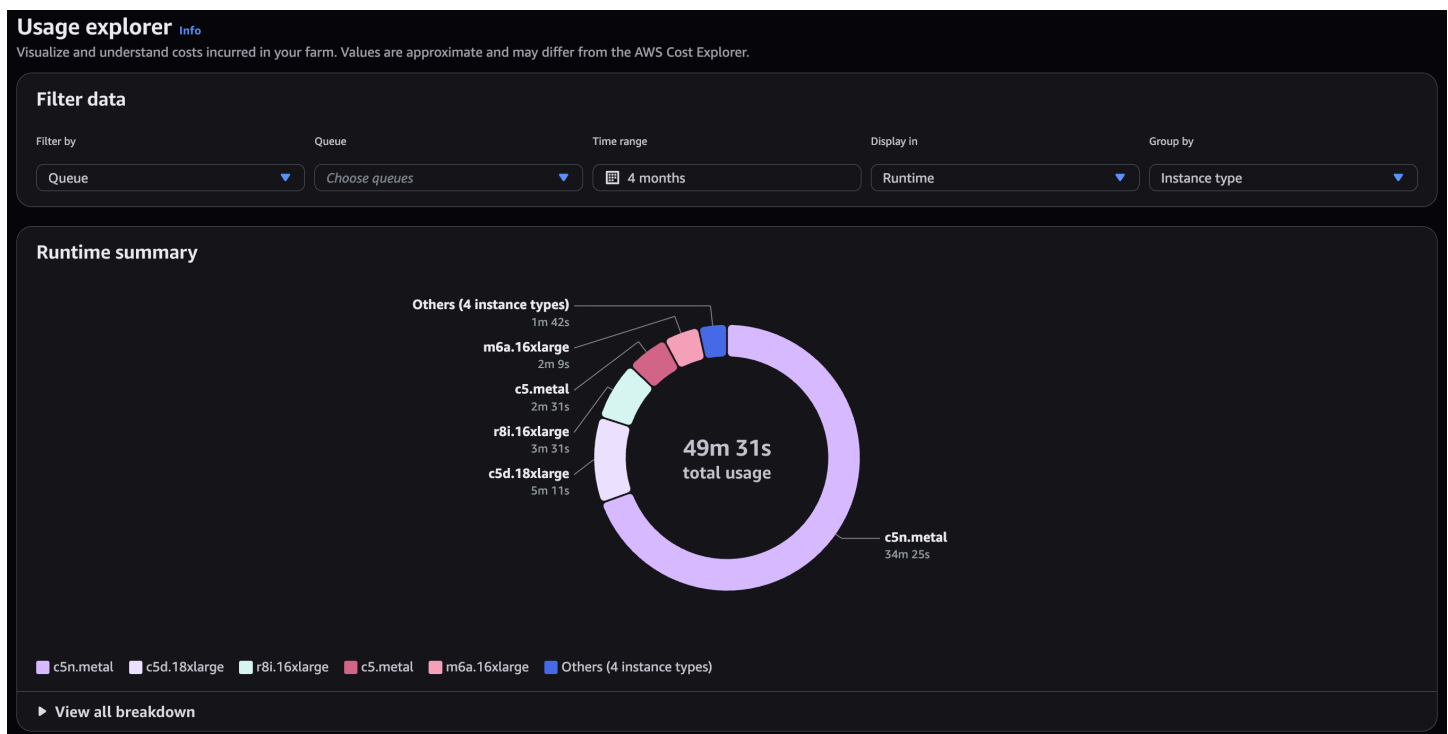 Usage explorer Info
Visualize and understand costs incurred in your farm. Values are approximate and may differ from the AWS Cost Explorer.
Filter data
Filter by
Queue
Queue
Choose queues
Time range
4 months
Display in
Runtime
Group by
Instance type
Runtime summary
Others (4 instance types)
1m 42s
m6a.16xlarge
2m 9s
c5.metal
2m 31s
r8i.16xlarge
3m 31s
c5d.18xlarge
5m 11s
49m 31s
total usage
c5n.metal
34m 25s
c5n.metal c5d.18xlarge r8i.16xlarge c5.metal m6a.16xlarge Others (4 instance types)
View all breakdown